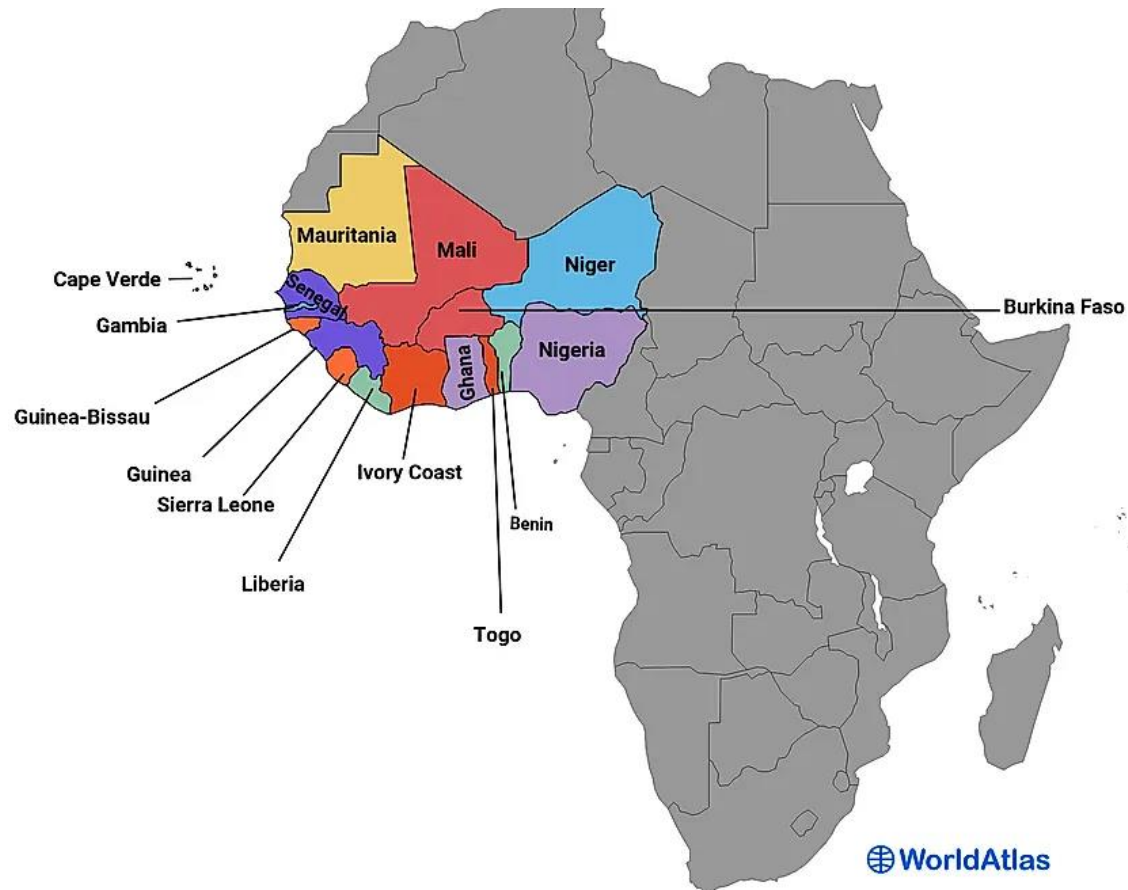 Mauritania
Mali
Niger
Cape Verde
Senegal
Burkina Faso
Gambia
Nigeria
Ghana
Guinea-Bissau
Guinea
Ivory Coast
Sierra Leone
Benin
Liberia
Togo
WorldAtlas